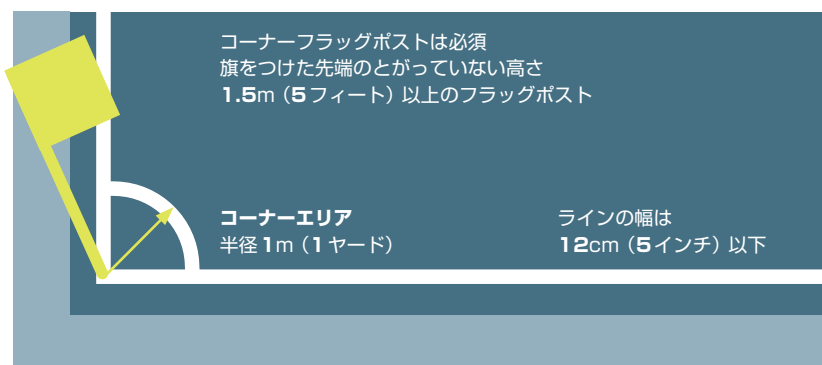 コーナーフラッグポストは必須
旗をつけた先端のとがっていない高さ
1.5m（5フィート）以上のフラッグポスト
コーナーエリア
半径1m（1ヤード）
ラインの幅は
12cm（5インチ）以下